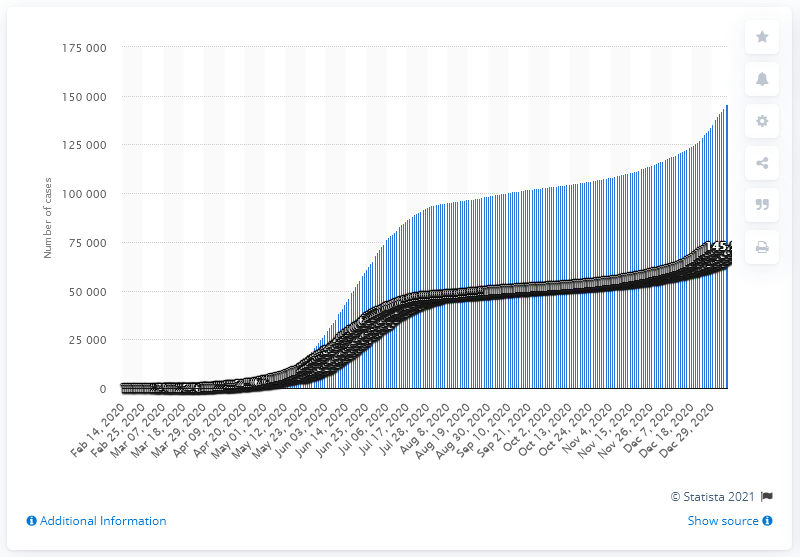 175 000
150 000
125 000
100 000
75 000
50 000
25 000
0
Number of cases
Feb 14, 2020
Feb 25, 2020
Mar 07, 2020
Mar 18, 2020
Mar 29, 2020
Apr 09, 2020
Apr 20, 2020
May 01, 2020
May 12, 2020
May 23, 2020
Jun 03, 2020
Jun 14, 2020
Jun 25, 2020
Jul 06, 2020
Jul 17, 2020
Jul 28, 2020
Aug 8, 2020
Aug 19, 2020
Aug 30, 2020
Sep 10, 2020
Sep 21, 2020
Oct 2, 2020
Oct 13, 2020
Oct 24, 2020
Nov 4, 2020
Nov 15, 2020
Nov 26, 2020
Dec 7, 2020
Dec 18, 2020
Dec 29, 2020
© Statista 2021
Additional Information
Show source